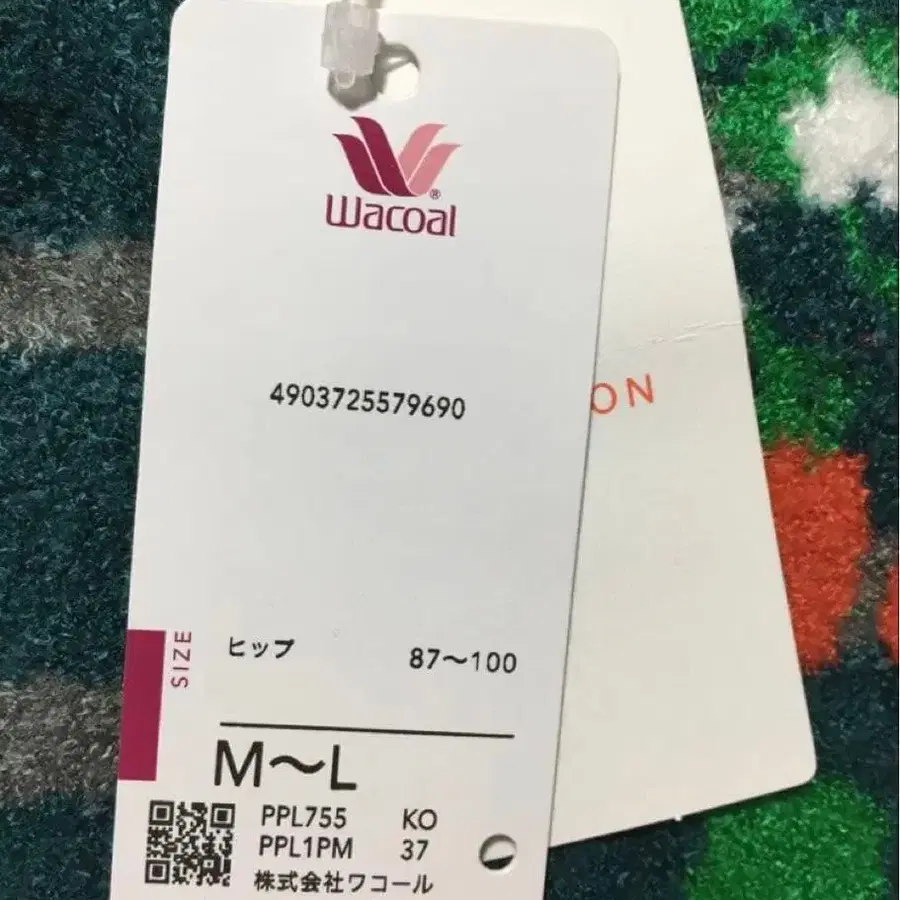 Wacoal®
4903725579690
ON
SIZE
ヒップ 87〜100
M〜L
PPL755 KO
PPL1PM 37
株式会社ワコール